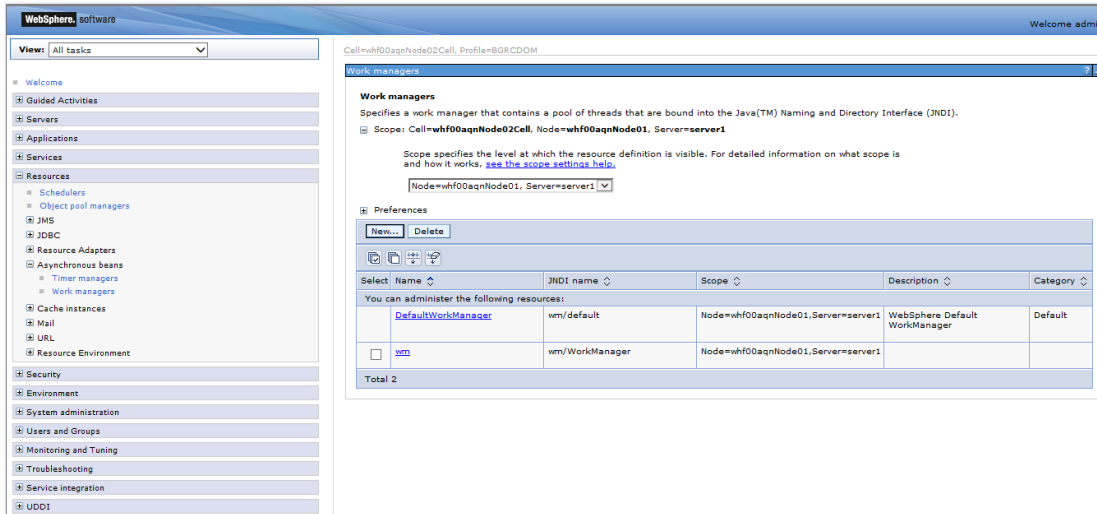 WebSphere. software
Welcome admi
View: All tasks
Cell=whf00aqnNode02Cell, Profile=BGRCDOM
Welcome
Guided Activities
Servers
Applications
Services
Resources
Schedulers
Object pool managers
JMS
JDBC
Resource Adapters
Asynchronous beans
Timer managers
Work managers
Cache instances
Mail
URL
Resource Environment
Security
Environment
System administration
Users and Groups
Monitoring and Tuning
Troubleshooting
Service integration
UDDI
Work managers
?
Work managers
Specifies a work manager that contains a pool of threads that are bound into the Java(TM) Naming and Directory Interface (JNDI).
Scope: Cell=whf00aqnNode02Cell, Node=whf00aqnNode01, Server=server1
Scope specifies the level at which the resource definition is visible. For detailed information on what scope is
and how it works, see the scope settings help.
Node=whf00aqnNode01, Server=server1
Preferences
New... Delete
Select Name JNDI name Scope Description Category
You can administer the following resources:
DefaultWorkManager wm/default Node=whf00aqnNode01,Server=server1 WebSphere Default Default
WorkManager
wm wm/WorkManager Node=whf00aqnNode01,Server=server1
Total 2